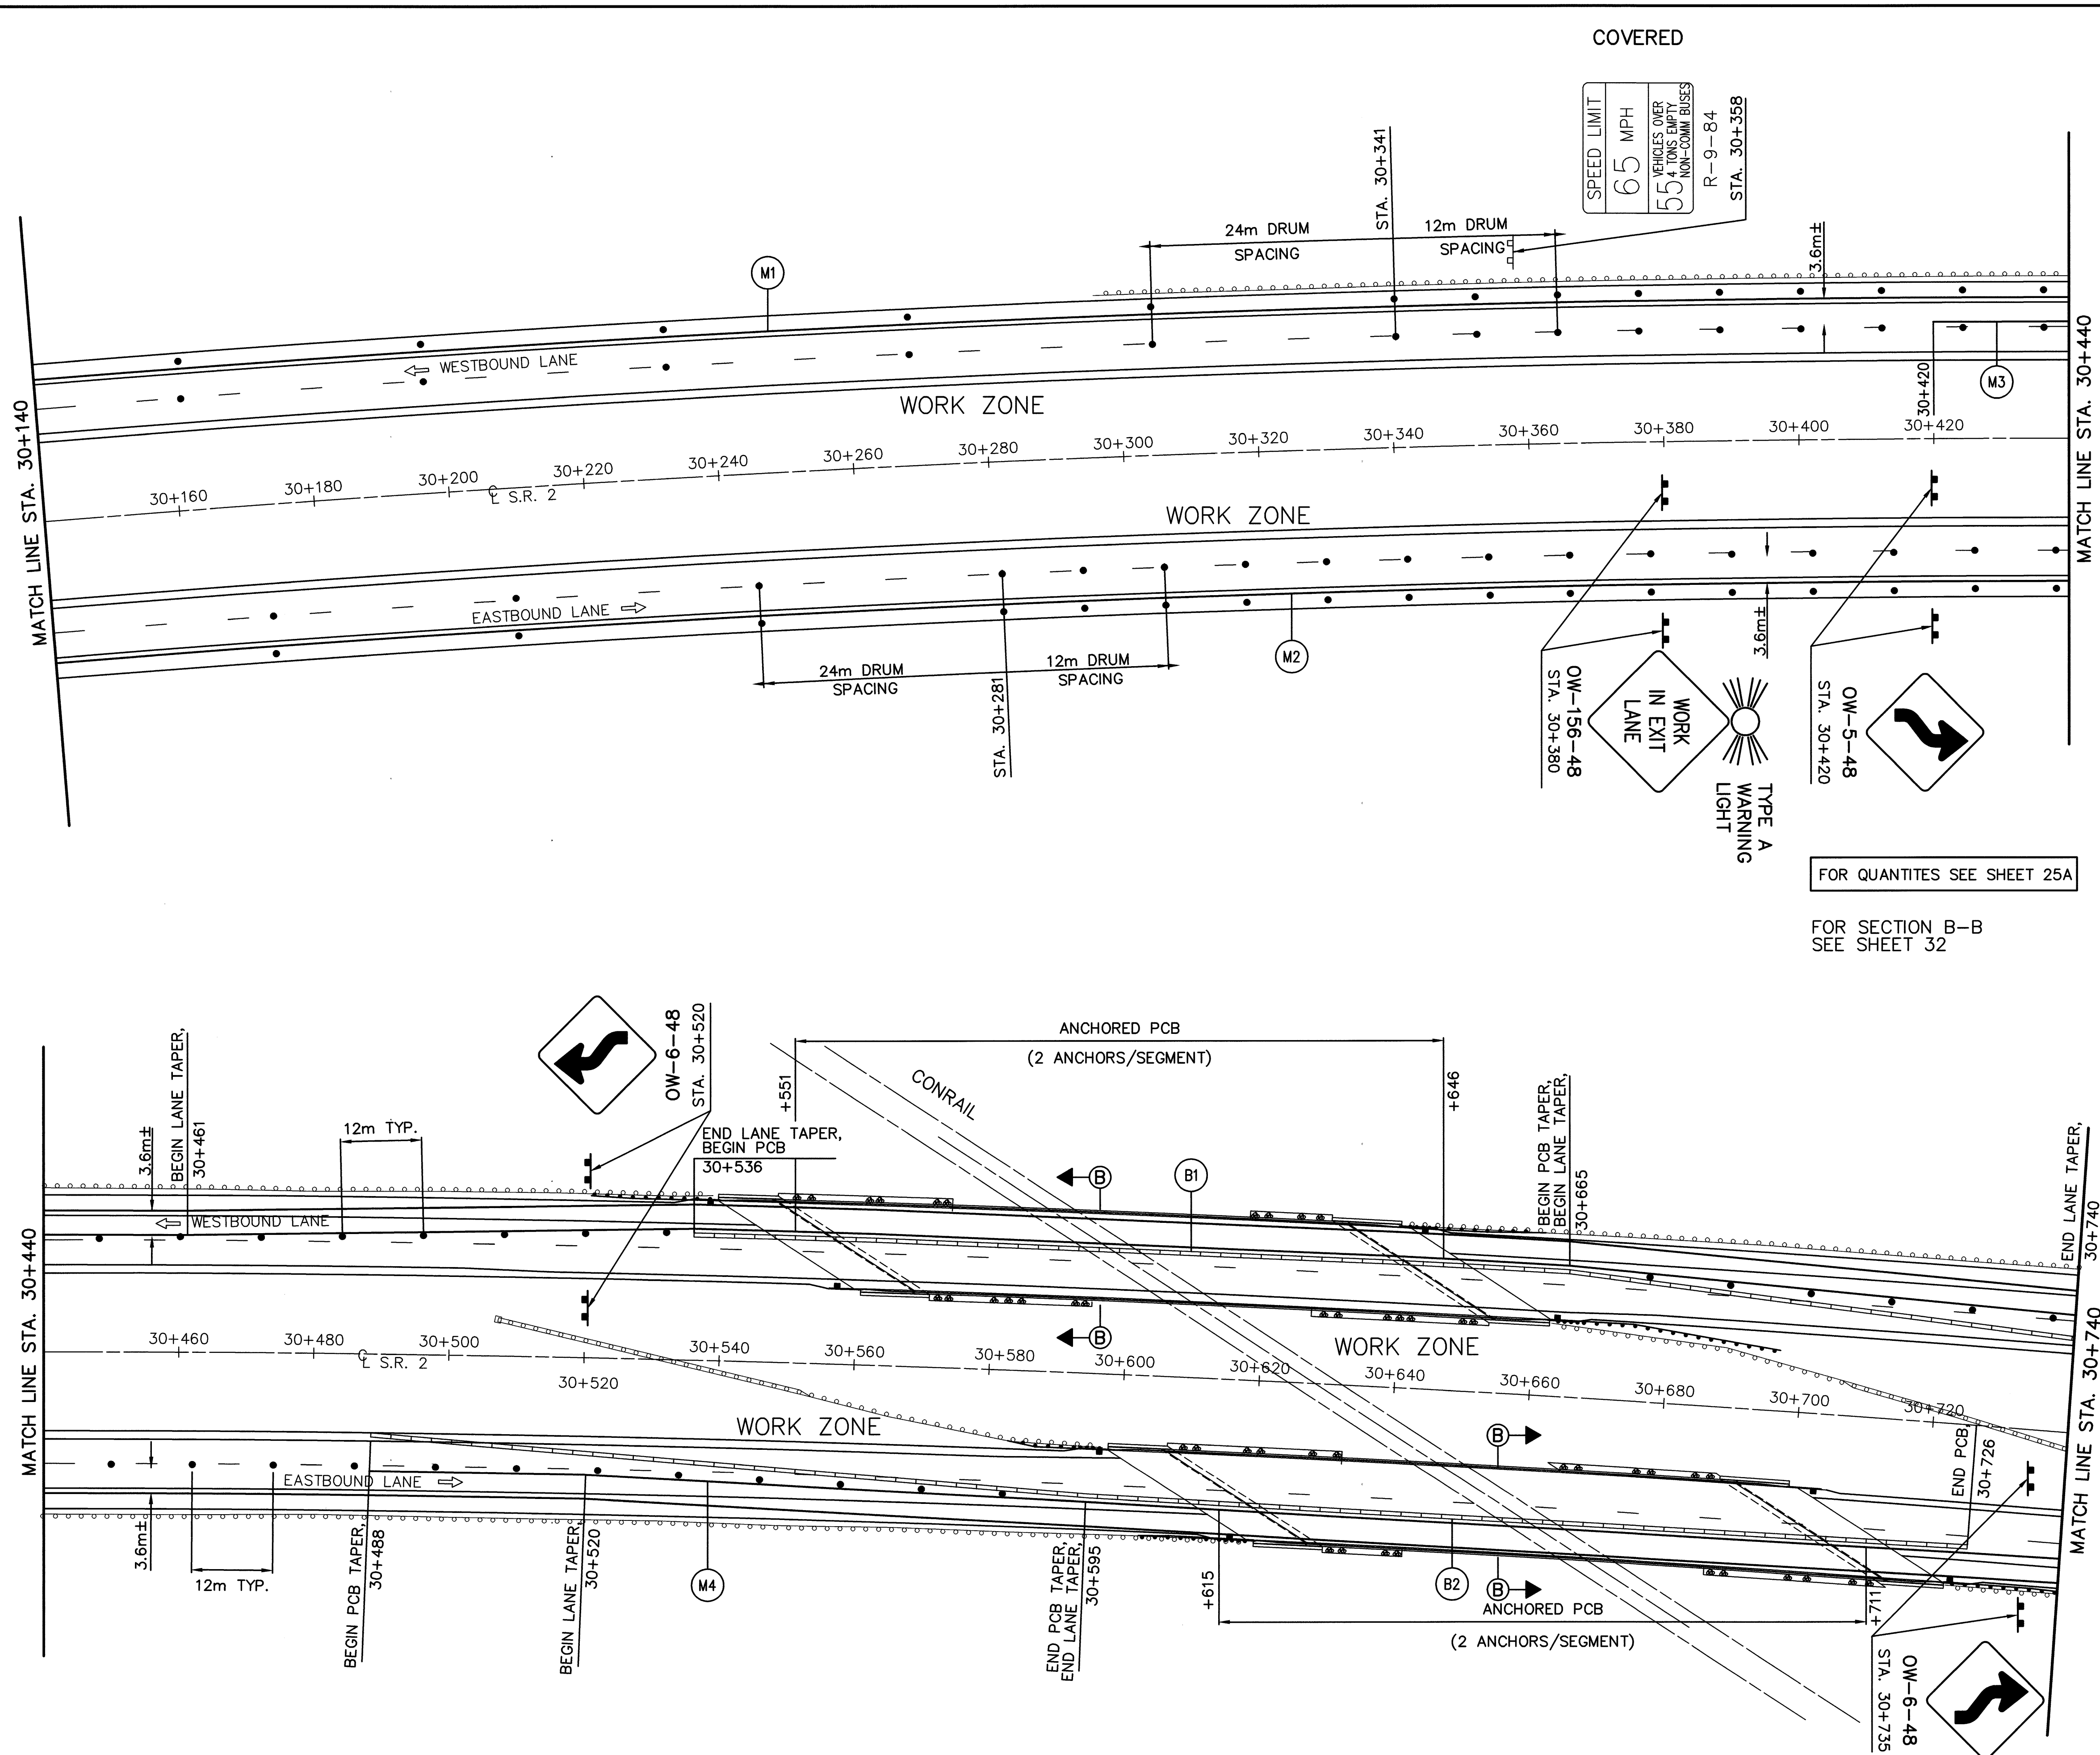 COVERED
SPEED LIMIT
65 MPH
55 VEHICLES OVER
4 TONS EMPTY
NON-COMM BUSES
R-9-84
STA. 30+358
STA. 30+341
24m DRUM
SPACING
12m DRUM
SPACING
3.6m±
M1
WESTBOUND LANE
WORK ZONE
30+420
M3
MATCH LINE STA. 30+140
MATCH LINE STA. 30+440
30+160
30+180
30+200
30+220
30+240
30+260
30+280
30+300
30+320
30+340
30+360
30+380
30+400
30+420
℄ S.R. 2
WORK ZONE
EASTBOUND LANE
24m DRUM
SPACING
12m DRUM
SPACING
STA. 30+281
M2
3.6m±
OW-156-48
STA. 30+380
WORK
IN EXIT
LANE
TYPE A
WARNING
LIGHT
OW-5-48
STA. 30+420
FOR QUANTITES SEE SHEET 25A
FOR SECTION B-B
SEE SHEET 32
OW-6-48
STA. 30+520
ANCHORED PCB
(2 ANCHORS/SEGMENT)
+551
+646
CONRAIL
BEGIN LANE TAPER,
30+461
3.6m±
12m TYP.
END LANE TAPER,
BEGIN PCB
30+536
B
B1
BEGIN PCB TAPER,
BEGIN LANE TAPER,
30+665
END LANE TAPER,
30+740
WESTBOUND LANE
MATCH LINE STA. 30+440
MATCH LINE STA. 30+740
B
WORK ZONE
30+460
30+480
30+500
30+520
30+540
30+560
30+580
30+600
30+620
30+640
30+660
30+680
30+700
30+720
℄ S.R. 2
WORK ZONE
B
END PCB,
30+726
EASTBOUND LANE
3.6m±
12m TYP.
BEGIN PCB TAPER,
30+488
BEGIN LANE TAPER,
30+520
M4
END PCB TAPER,
END LANE TAPER,
30+595
+615
B2
B
ANCHORED PCB
(2 ANCHORS/SEGMENT)
+711
OW-6-48
STA. 30+735